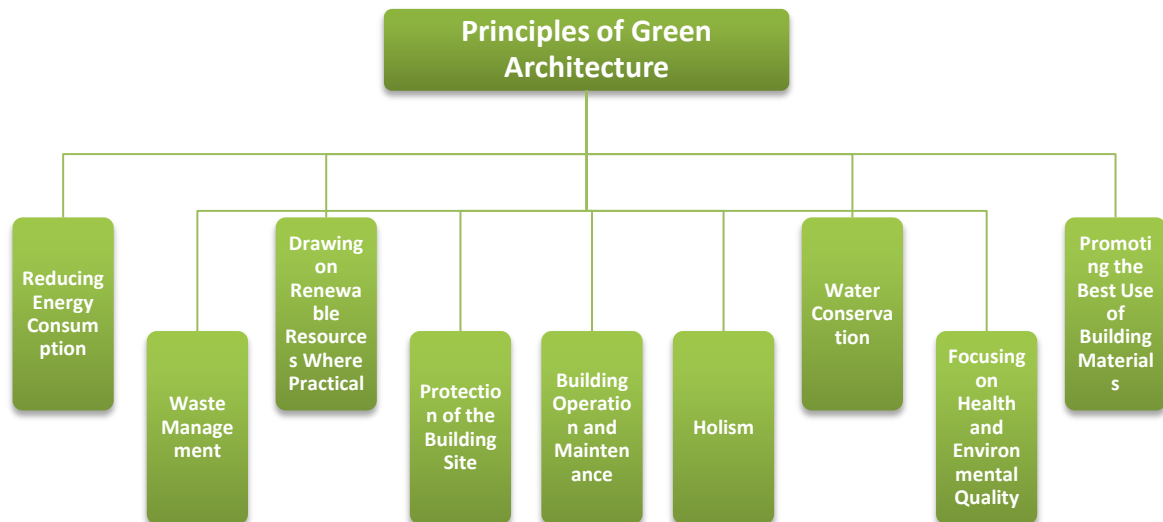 Principles of Green
Architecture
Reducing
Energy
Consum
ption
Drawing
on
Renewa
ble
Resource
s Where
Practical
Water
Conserva
tion
Promoti
ng the
Best Use
of
Building
Material
s
Waste
Manage
ment
Protectio
n of the
Building
Site
Building
Operatio
n and
Mainten
ance
Holism
Focusing
on
Health
and
Environ
mental
Quality